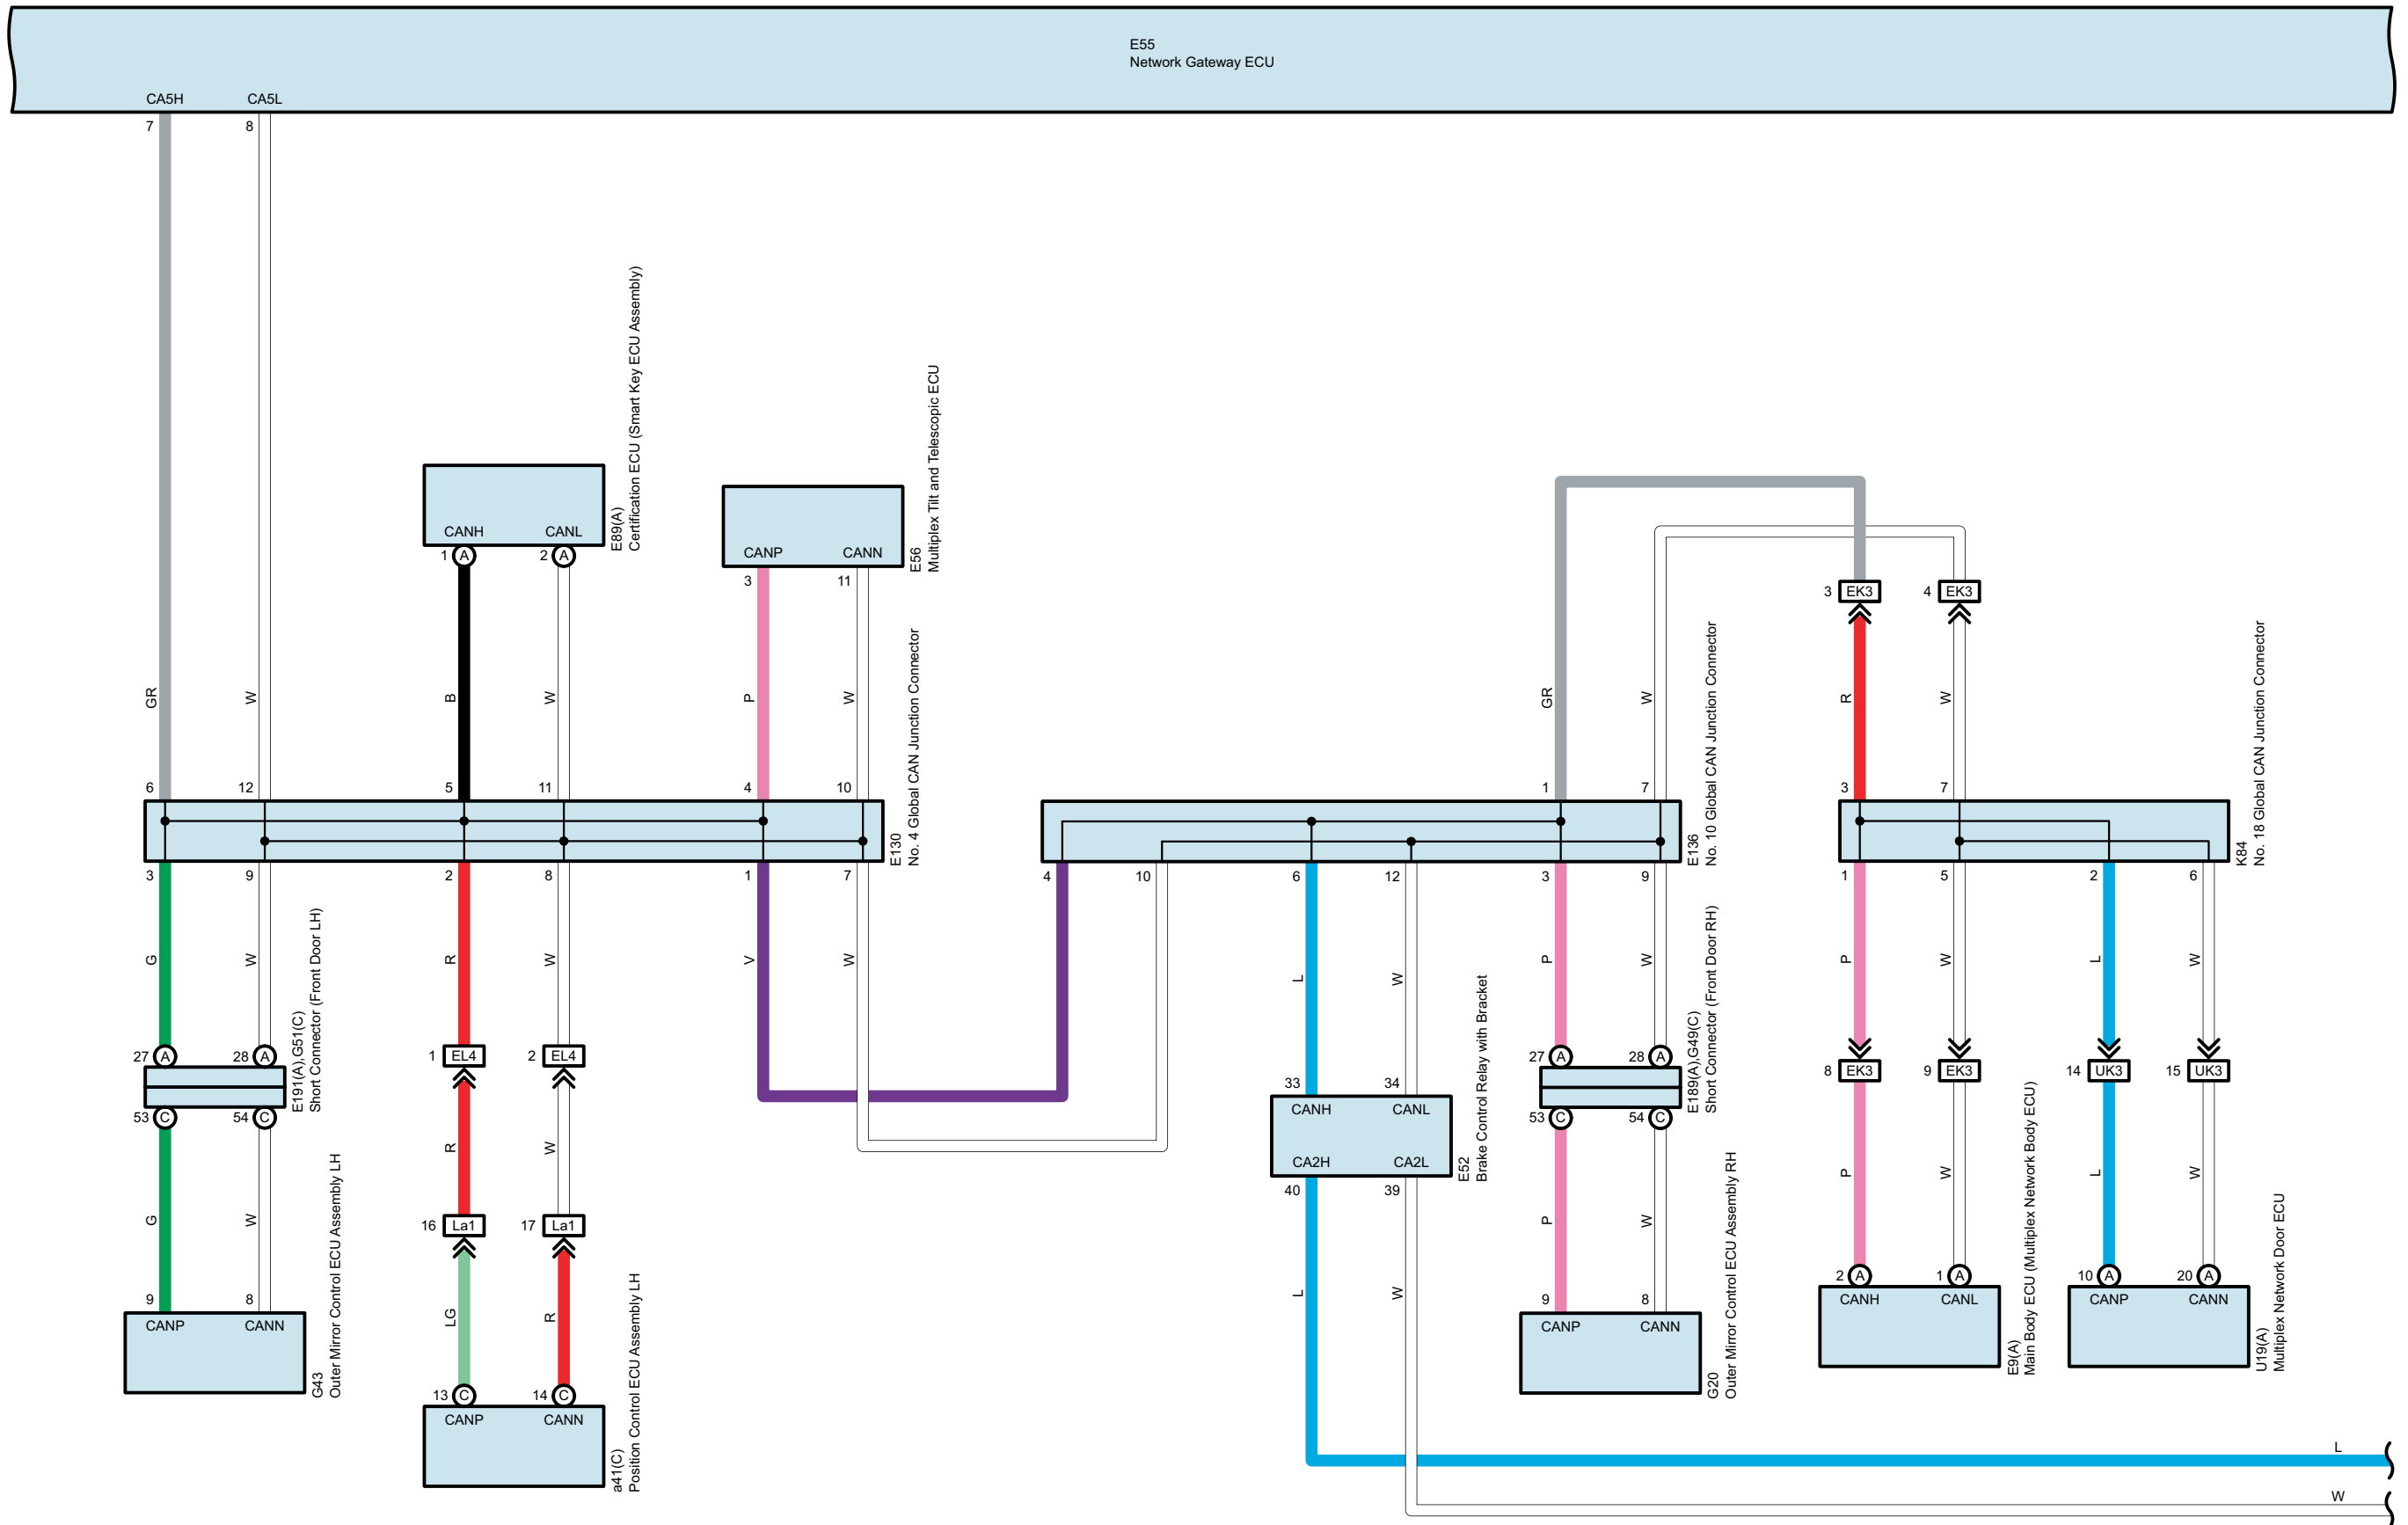 E55
Network Gateway ECU
CA5H CA5L
7 8
E89(A)
Certification ECU (Smart Key ECU Assembly)
CANH CANL
1 A 2 A
E56
Multiplex Tilt and Telescopic ECU
CANP CANN
3 11
3 EK3 4 EK3
GR W B W P W GR W R W
6 12 5 11 4 10 1 7 3 7
E130
No. 4 Global CAN Junction Connector
E136
No. 10 Global CAN Junction Connector
K84
No. 18 Global CAN Junction Connector
3 9 2 8 1 7 4 10 6 12 3 9 1 5 2 6
G W R W V W L W P W P W L W
27 A 28 A
E191(A),G51(C)
Short Connector (Front Door LH)
53 C 54 C
1 EL4 2 EL4
33 34
CANH CANL
CA2H CA2L
40 39
E52
Brake Control Relay with Bracket
27 A 28 A
E189(A),G49(C)
Short Connector (Front Door RH)
53 C 54 C
8 EK3 9 EK3 14 UK3 15 UK3
R W P W L W
16 La1 17 La1
G W LG R L W P W
9 8
CANP CANN
G43
Outer Mirror Control ECU Assembly LH
13 C 14 C
CANP CANN
a41(C)
Position Control ECU Assembly LH
9 8
CANP CANN
G20
Outer Mirror Control ECU Assembly RH
2 A 1 A
CANH CANL
E9(A)
Main Body ECU (Multiplex Network Body ECU)
10 A 20 A
CANP CANN
U19(A)
Multiplex Network Door ECU
L
W